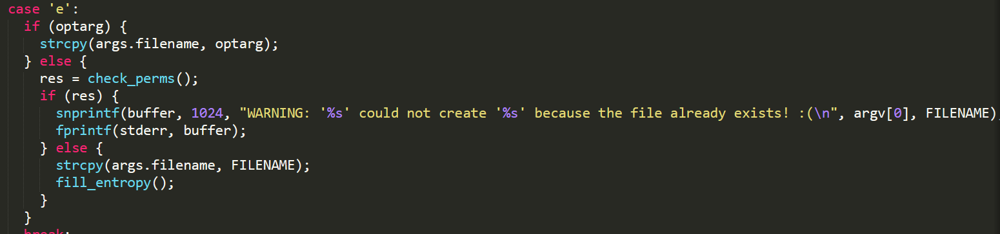 case 'e':
if (optarg) {
strcpy(args.filename, optarg);
} else {
res = check_perms();
if (res) {
snprintf(buffer, 1024, "WARNING: '%s' could not create '%s' because the file already exists! :(\n", argv[0], FILENAME)
fprintf(stderr, buffer);
} else {
strcpy(args.filename, FILENAME);
fill_entropy();
}
}
break;